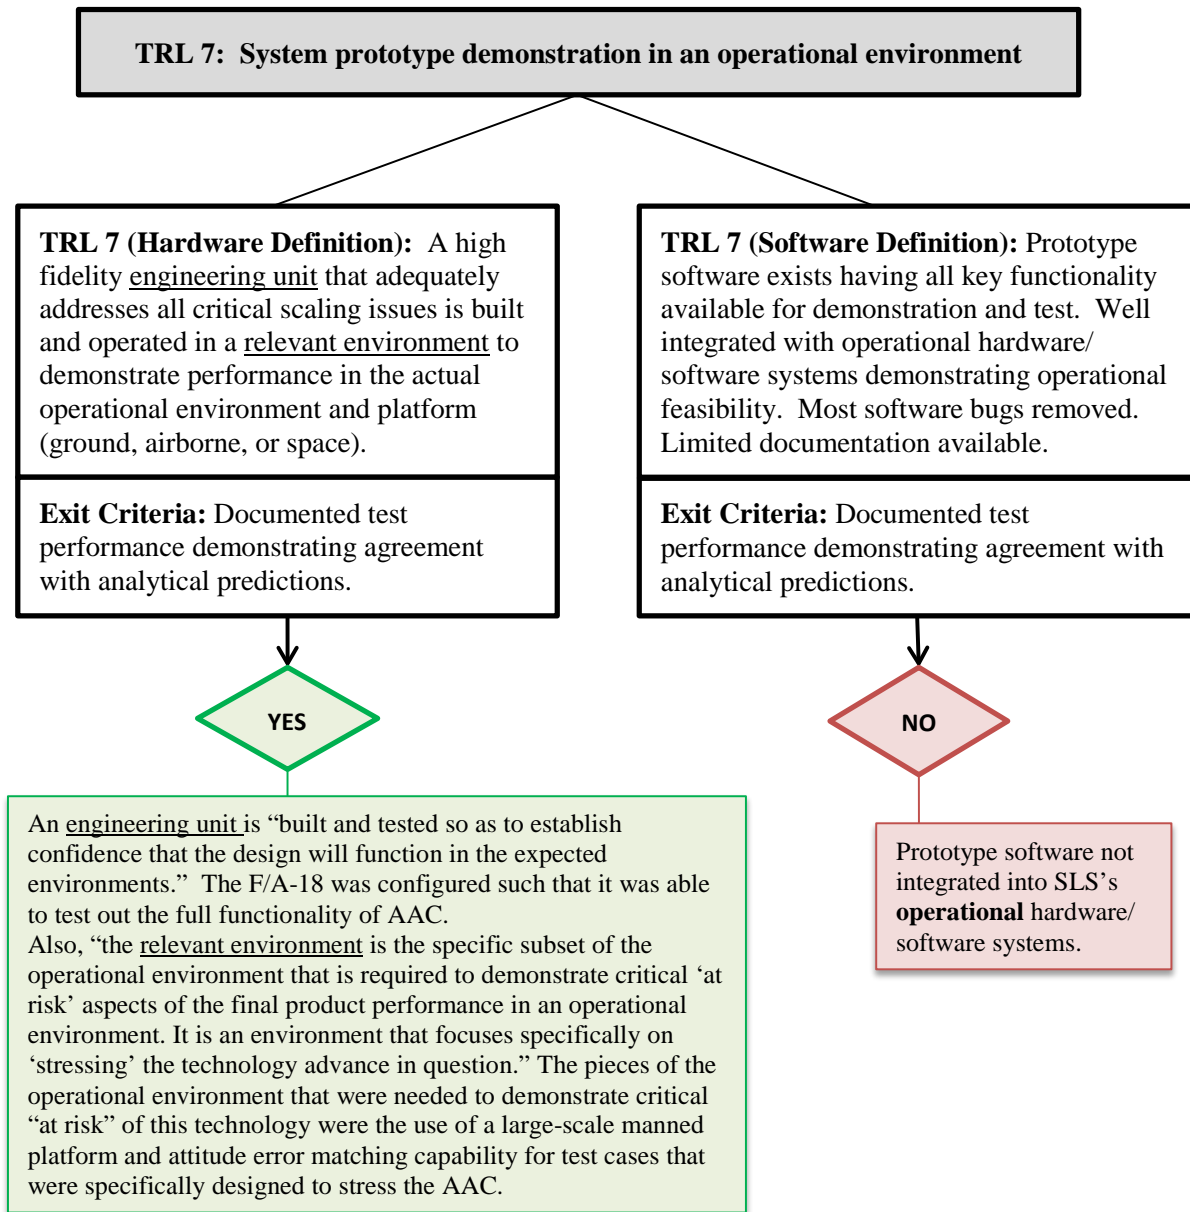 TRL 7:  System prototype demonstration in an operational environment
TRL 7 (Hardware Definition):  A high
fidelity engineering unit that adequately
addresses all critical scaling issues is built
and operated in a relevant environment to
demonstrate performance in the actual
operational environment and platform
(ground, airborne, or space).
Exit Criteria: Documented test
performance demonstrating agreement
with analytical predictions.
YES
An engineering unit is “built and tested so as to establish
confidence that the design will function in the expected
environments.”  The F/A-18 was configured such that it was able
to test out the full functionality of AAC.
Also, “the relevant environment is the specific subset of the
operational environment that is required to demonstrate critical ‘at
risk’ aspects of the final product performance in an operational
environment. It is an environment that focuses specifically on
‘stressing’ the technology advance in question.” The pieces of the
operational environment that were needed to demonstrate critical
“at risk” of this technology were the use of a large-scale manned
platform and attitude error matching capability for test cases that
were specifically designed to stress the AAC.
TRL 7 (Software Definition): Prototype
software exists having all key functionality
available for demonstration and test.  Well
integrated with operational hardware/
software systems demonstrating operational
feasibility.  Most software bugs removed.
Limited documentation available.
Exit Criteria: Documented test
performance demonstrating agreement with
analytical predictions.
NO
Prototype software not
integrated into SLS’s
operational hardware/
software systems.